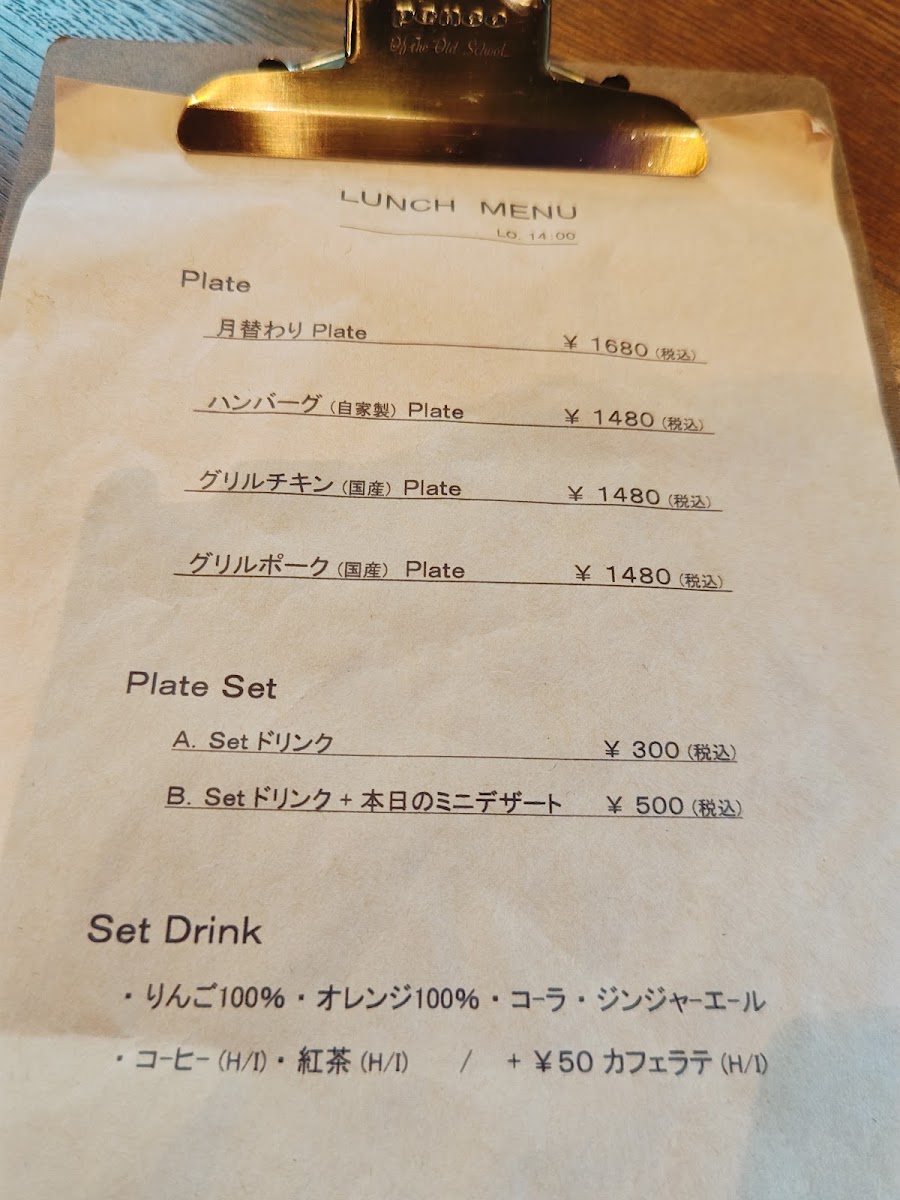 penco
Off the Old School
LUNCH MENU
LO. 14:00
Plate
月替わり Plate ¥ 1680 (税込)
ハンバーグ (自家製) Plate ¥ 1480 (税込)
グリルチキン (国産) Plate ¥ 1480 (税込)
グリルポーク (国産) Plate ¥ 1480 (税込)
Plate Set
A. Set ドリンク ¥ 300 (税込)
B. Set ドリンク + 本日のミニデザート ¥ 500 (税込)
Set Drink
・りんご100%・オレンジ100%・コーラ・ジンジャーエール
・コーヒー (H/I)・紅茶 (H/I) / + ¥50 カフェラテ (H/I)